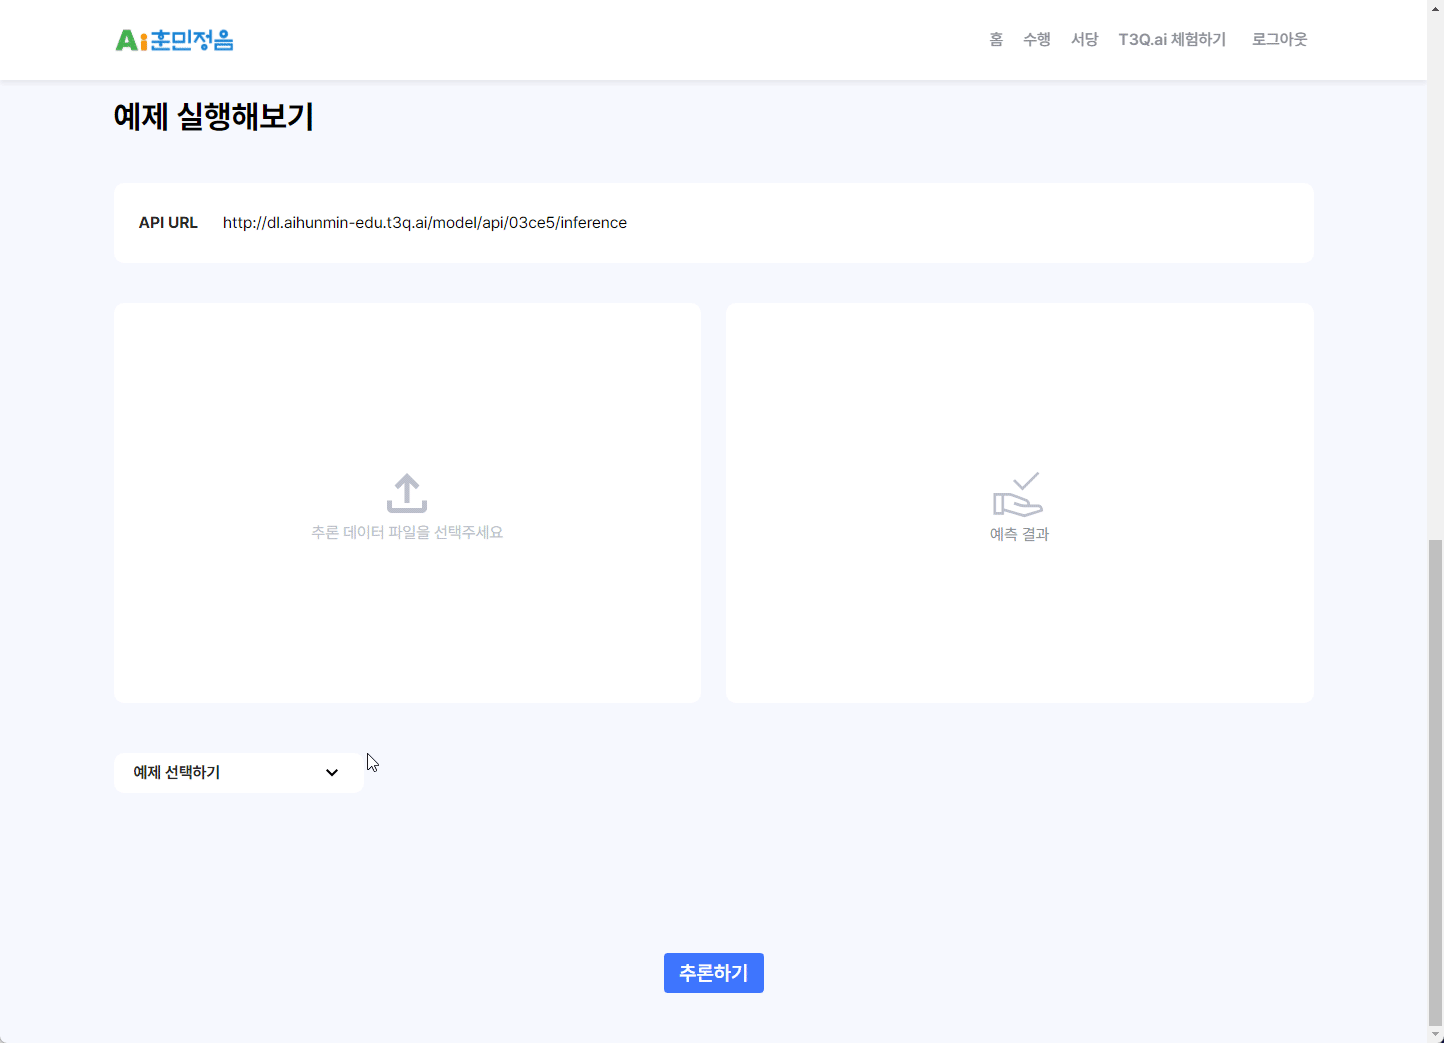 Ai훈민정음
홈 수행 서당 T3Q.ai 체험하기 로그아웃
예제 실행해보기
API URL http://dl.aihunmin-edu.t3q.ai/model/api/03ce5/inference
추론 데이터 파일을 선택주세요
예측 결과
예제 선택하기
추론하기